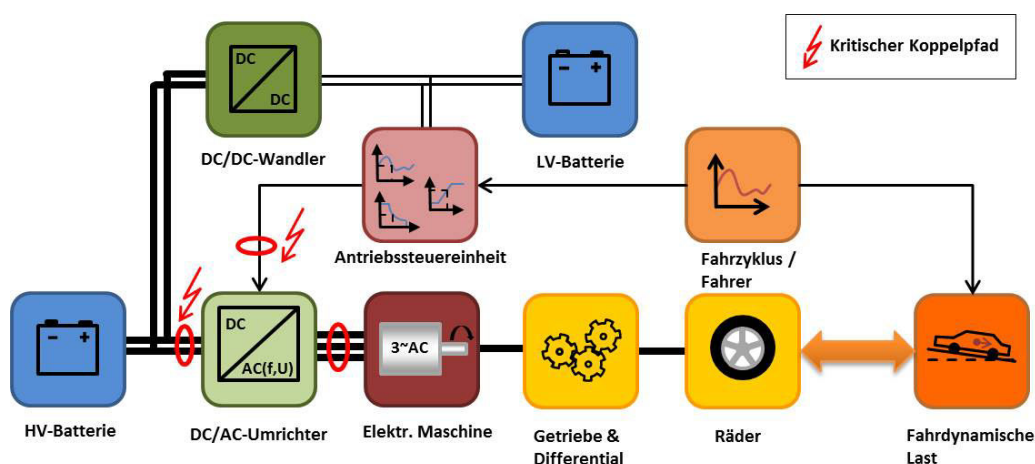 DC
DC
DC/DC-Wandler
- +
LV-Batterie
Kritischer Koppelpfad
Antriebssteuereinheit
Fahrzyklus /
Fahrer
- +
HV-Batterie
DC
AC(f,U)
DC/AC-Umrichter
3~AC
Elektr. Maschine
Getriebe &
Differential
Räder
Fahrdynamische
Last